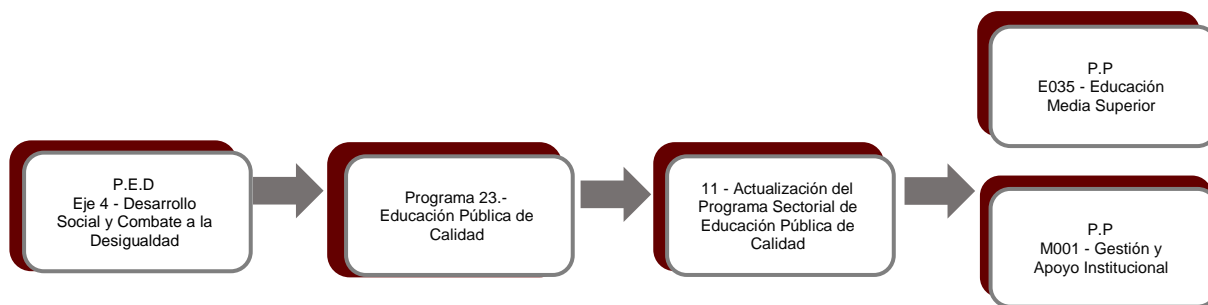 P.E.D
Eje 4 - Desarrollo
Social y Combate a la
Desigualdad
Programa 23.-
Educación Pública de
Calidad
11 - Actualización del
Programa Sectorial de
Educación Pública de
Calidad
P.P
E035 - Educación
Media Superior
P.P
M001 - Gestión y
Apoyo Institucional